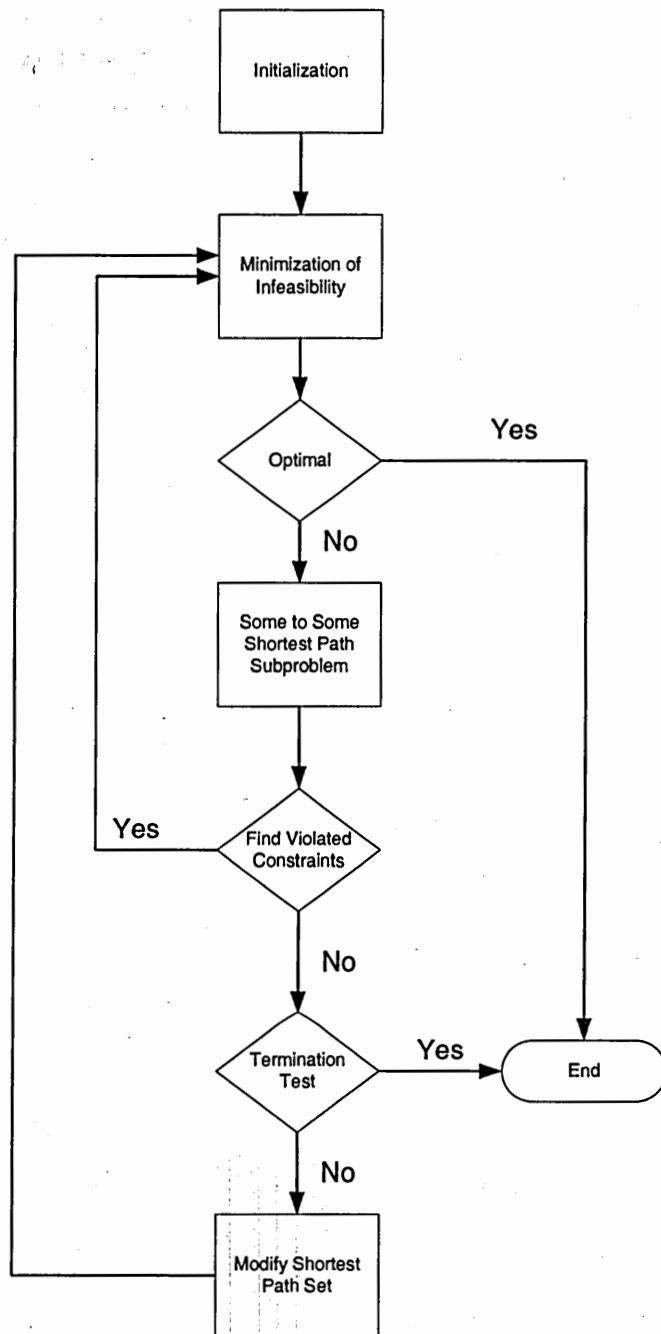 Initialization
Minimization of
Infeasibility
Optimal
Yes
No
Some to Some
Shortest Path
Subproblem
Yes
Find Violated
Constraints
No
Termination
Test
Yes
End
No
Modify Shortest
Path Set